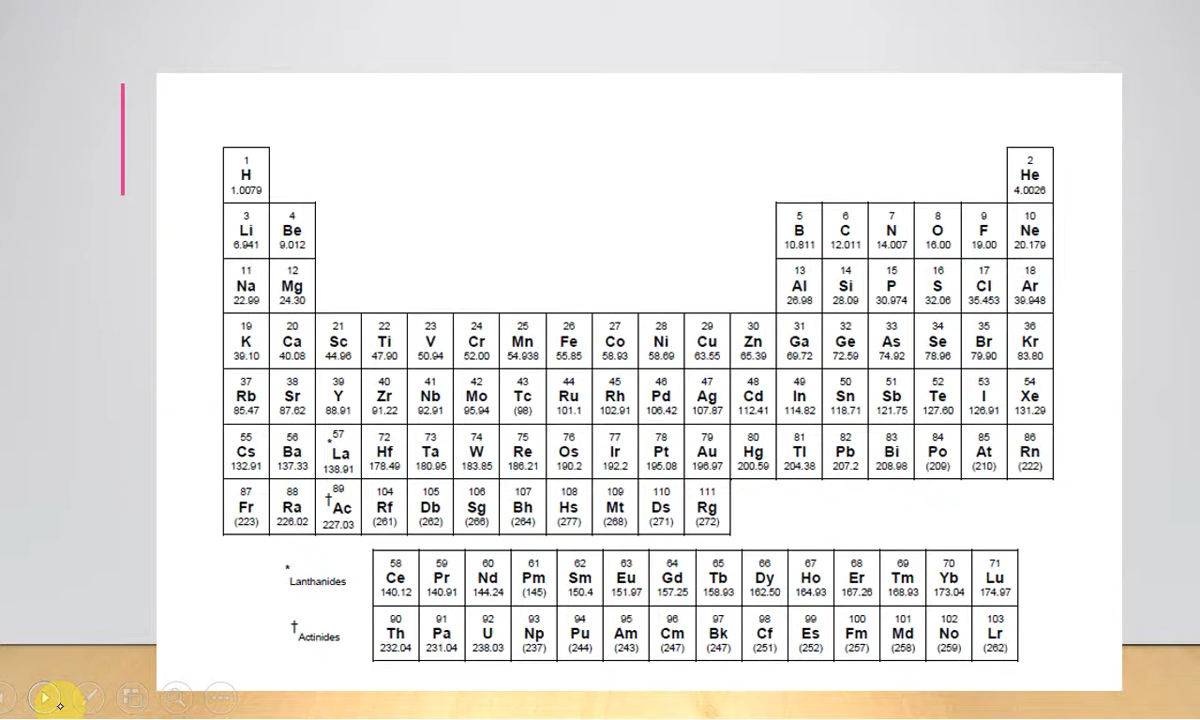 1 2
H He
1.0079 4.0026
3 4 5 6 7 8 9 10
Li Be B C N O F Ne
6.941 9.012 10.811 12.011 14.007 16.00 19.00 20.179
11 12 13 14 15 16 17 18
Na Mg Al Si P S Cl Ar
22.99 24.30 26.98 28.09 30.974 32.06 35.453 39.948
19 20 21 22 23 24 25 26 27 28 29 30 31 32 33 34 35 36
K Ca Sc Ti V Cr Mn Fe Co Ni Cu Zn Ga Ge As Se Br Kr
39.10 40.08 44.96 47.90 50.94 52.00 54.938 55.85 58.93 58.69 63.55 65.39 69.72 72.59 74.92 78.96 79.90 83.80
37 38 39 40 41 42 43 44 45 46 47 48 49 50 51 52 53 54
Rb Sr Y Zr Nb Mo Tc Ru Rh Pd Ag Cd In Sn Sb Te I Xe
85.47 87.62 88.91 91.22 92.91 95.94 (98) 101.1 102.91 106.42 107.87 112.41 114.82 118.71 121.75 127.60 126.91 131.29
55 56 *57 72 73 74 75 76 77 78 79 80 81 82 83 84 85 86
Cs Ba La Hf Ta W Re Os Ir Pt Au Hg Tl Pb Bi Po At Rn
132.91 137.33 138.91 178.49 180.95 183.85 186.21 190.2 192.2 195.08 196.97 200.59 204.38 207.2 208.98 (209) (210) (222)
87 88 89 104 105 106 107 108 109 110 111
Fr Ra †Ac Rf Db Sg Bh Hs Mt Ds Rg
(223) 226.02 227.03 (261) (262) (266) (264) (277) (268) (271) (272)
58 59 60 61 62 63 64 65 66 67 68 69 70 71
* Lanthanides Ce Pr Nd Pm Sm Eu Gd Tb Dy Ho Er Tm Yb Lu
140.12 140.91 144.24 (145) 150.4 151.97 157.25 158.93 162.50 164.93 167.26 168.93 173.04 174.97
90 91 92 93 94 95 96 97 98 99 100 101 102 103
† Actinides Th Pa U Np Pu Am Cm Bk Cf Es Fm Md No Lr
232.04 231.04 238.03 (237) (244) (243) (247) (247) (251) (252) (257) (258) (259) (262)